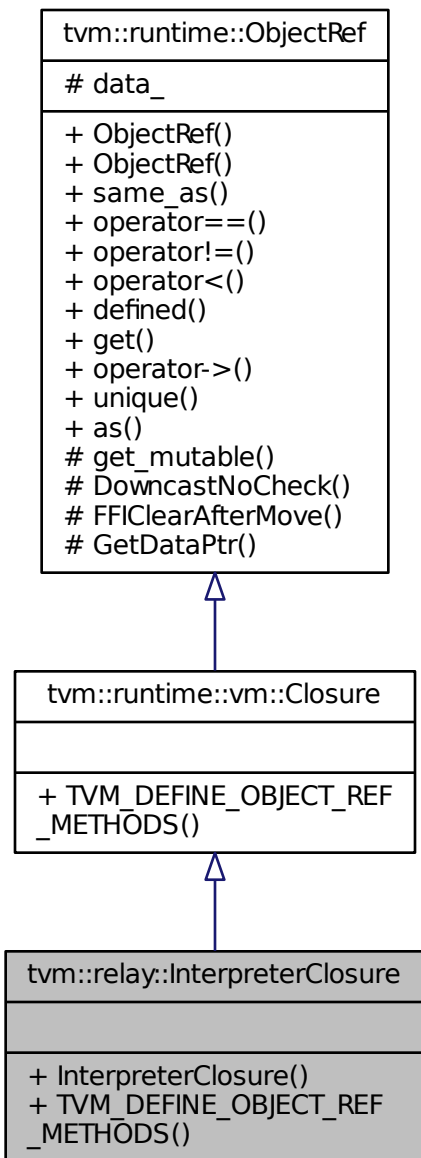 tvm::runtime::ObjectRef
# data_
+ ObjectRef()
+ ObjectRef()
+ same_as()
+ operator==()
+ operator!=()
+ operator<()
+ defined()
+ get()
+ operator->()
+ unique()
+ as()
# get_mutable()
# DowncastNoCheck()
# FFIClearAfterMove()
# GetDataPtr()
tvm::runtime::vm::Closure
+ TVM_DEFINE_OBJECT_REF
_METHODS()
tvm::relay::InterpreterClosure
+ InterpreterClosure()
+ TVM_DEFINE_OBJECT_REF
_METHODS()